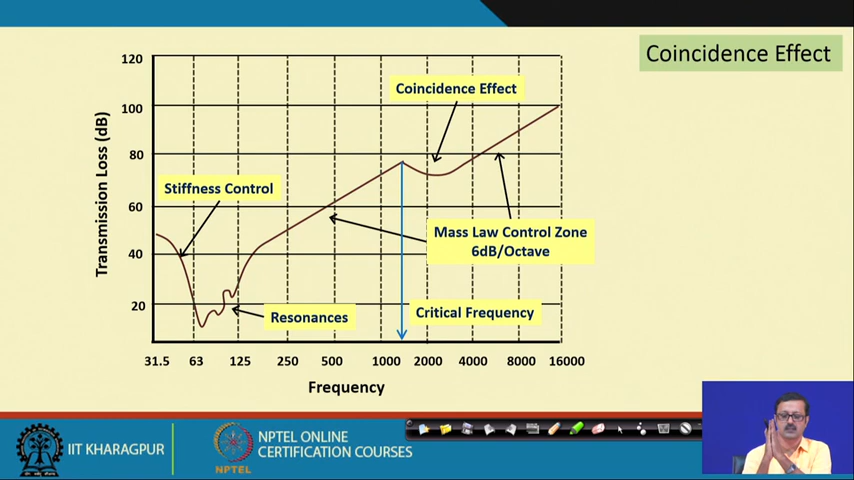 Coincidence Effect
120
Coincidence Effect
100
Transmission Loss (dB)
80
Stiffness Control
60
Mass Law Control Zone
6dB/Octave
40
20
Resonances
Critical Frequency
31.5 63 125 250 500 1000 2000 4000 8000 16000
Frequency
IIT KHARAGPUR
NPTEL
NPTEL ONLINE
CERTIFICATION COURSES